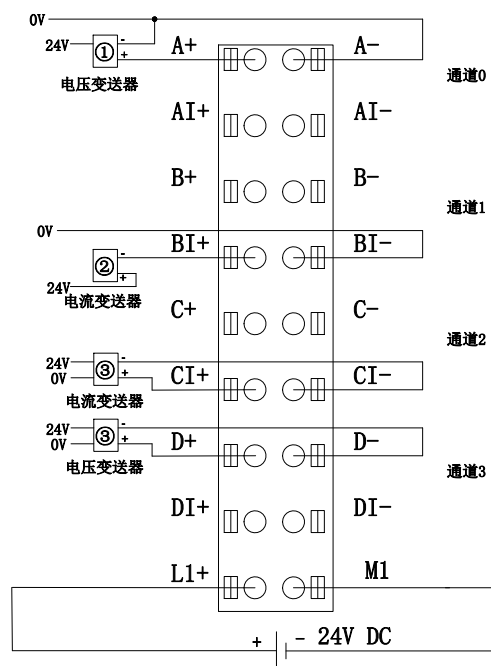 0V
24V ① - +
A+ A-
通道0
电压变送器
AI+ AI-
B+ B-
通道1
0V
BI+ BI-
② - +
24V
电流变送器
C+ C-
通道2
24V ③ -
0V +
CI+ CI-
电流变送器
24V ③ -
0V +
D+ D-
电压变送器
通道3
DI+ DI-
L1+ M1
+ - 24V DC